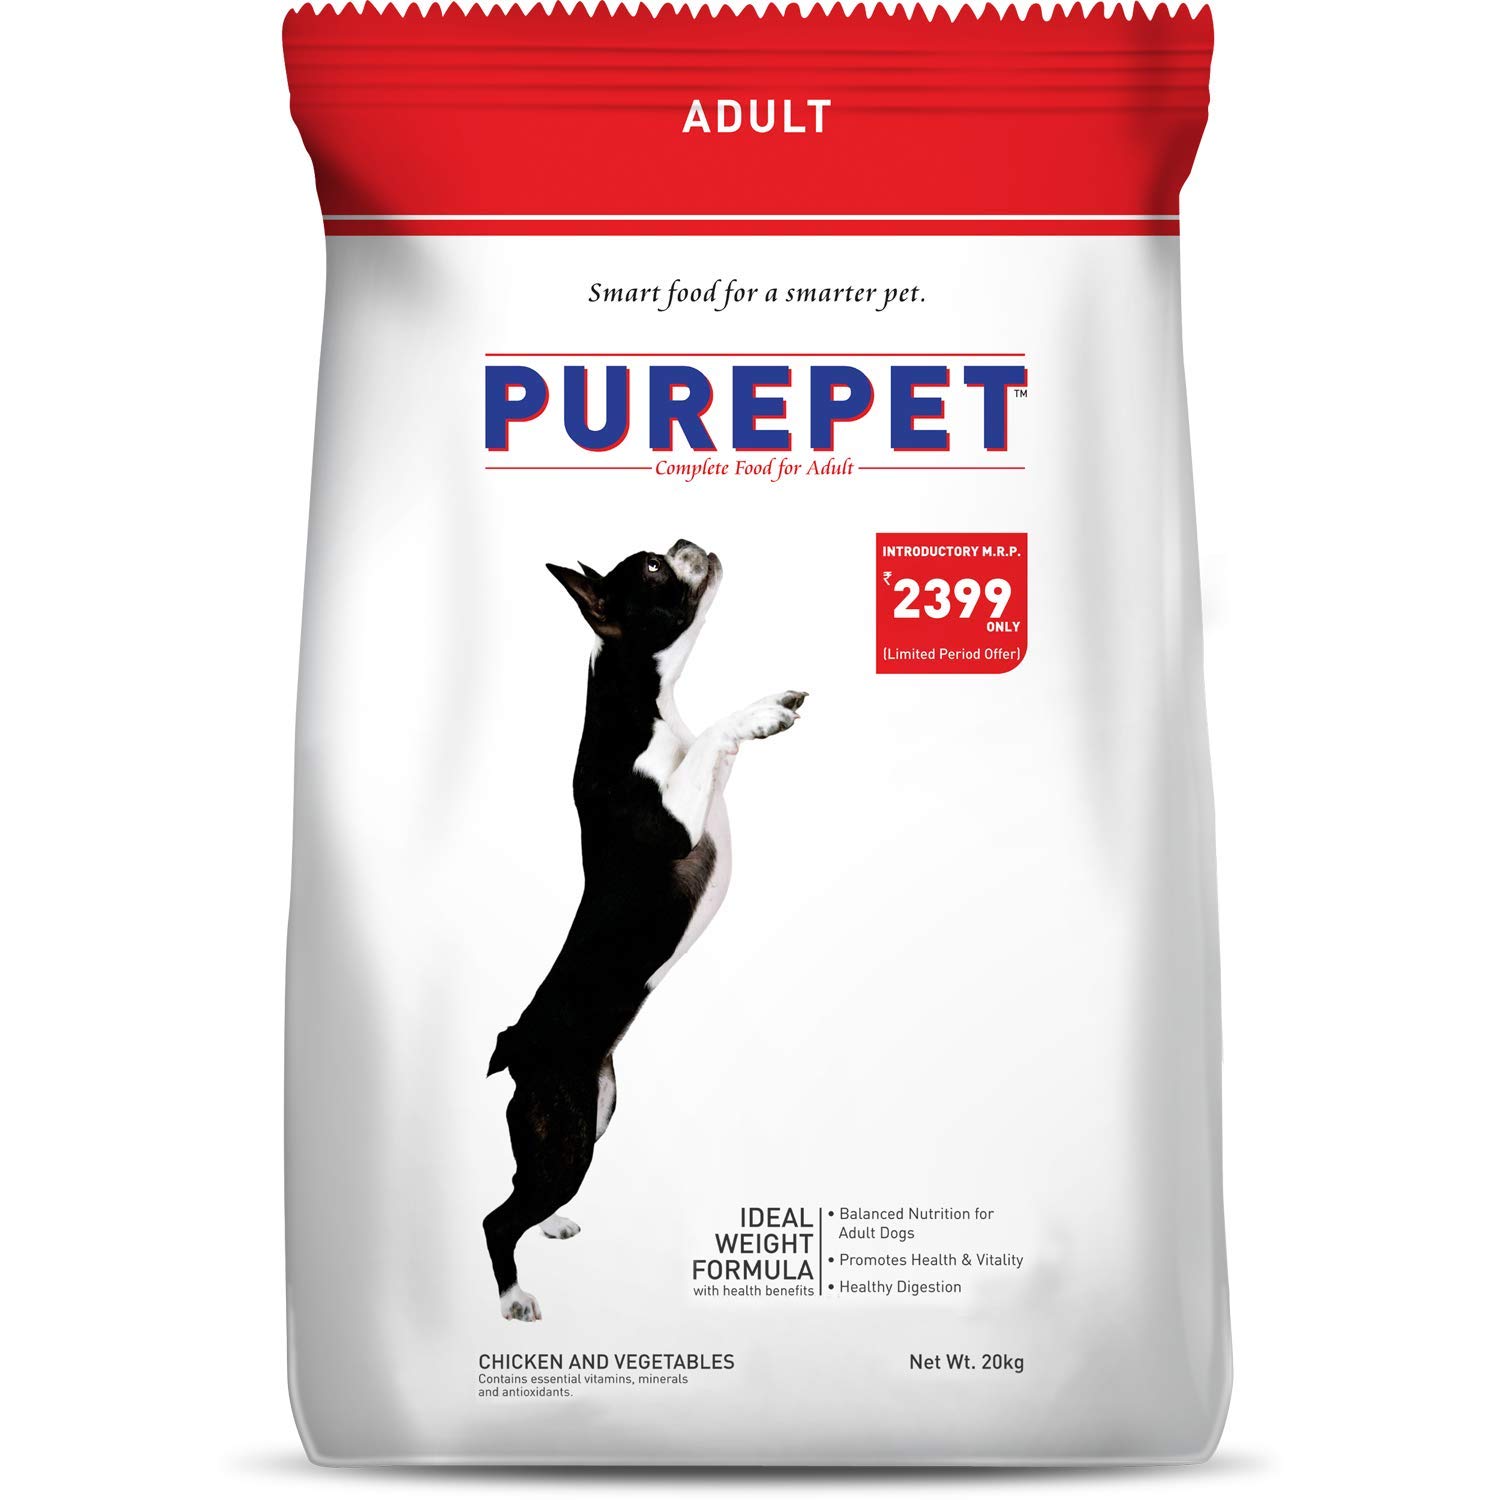 ADULT
Smart food for a smarter pet.
PUREPET™
Complete Food for Adult
INTRODUCTORY M.R.P.
₹2399
ONLY
(Limited Period Offer)
IDEAL
WEIGHT
FORMULA
with health benefits
• Balanced Nutrition for
Adult Dogs
• Promotes Health & Vitality
• Healthy Digestion
CHICKEN AND VEGETABLES
Contains essential vitamins, minerals
and antioxidants.
Net Wt. 20kg